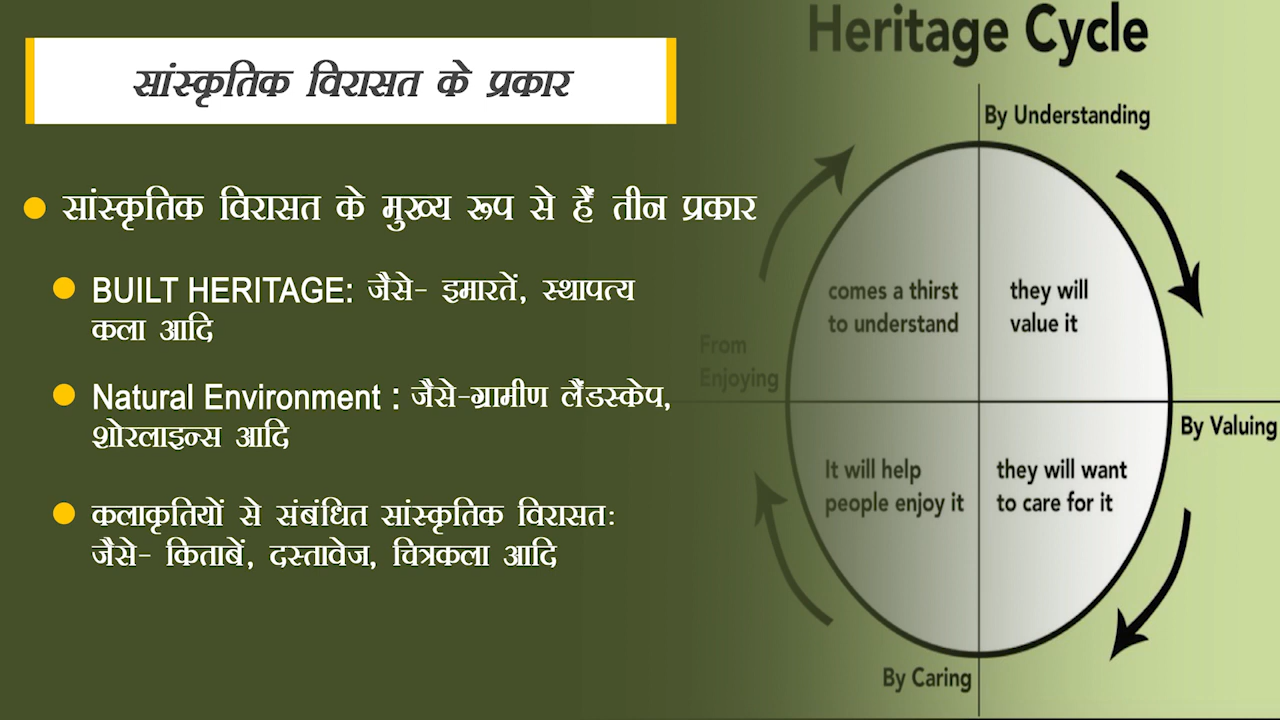 सांस्कृतिक विरासत के प्रकार
सांस्कृतिक विरासत के मुख्य रूप से हैं तीन प्रकार
BUILT HERITAGE: जैसे- इमारतें, स्थापत्य
कला आदि
Natural Environment : जैसे-ग्रामीण लैंडस्केप,
शोरलाइन्स आदि
कलाकृतियों से संबंधित सांस्कृतिक विरासतः
जैसे- किताबें, दस्तावेज, चित्रकला आदि
Heritage Cycle
By Understanding
comes a thirst
to understand
they will
value it
From
Enjoying
By Valuing
It will help
people enjoy it
they will want
to care for it
By Caring